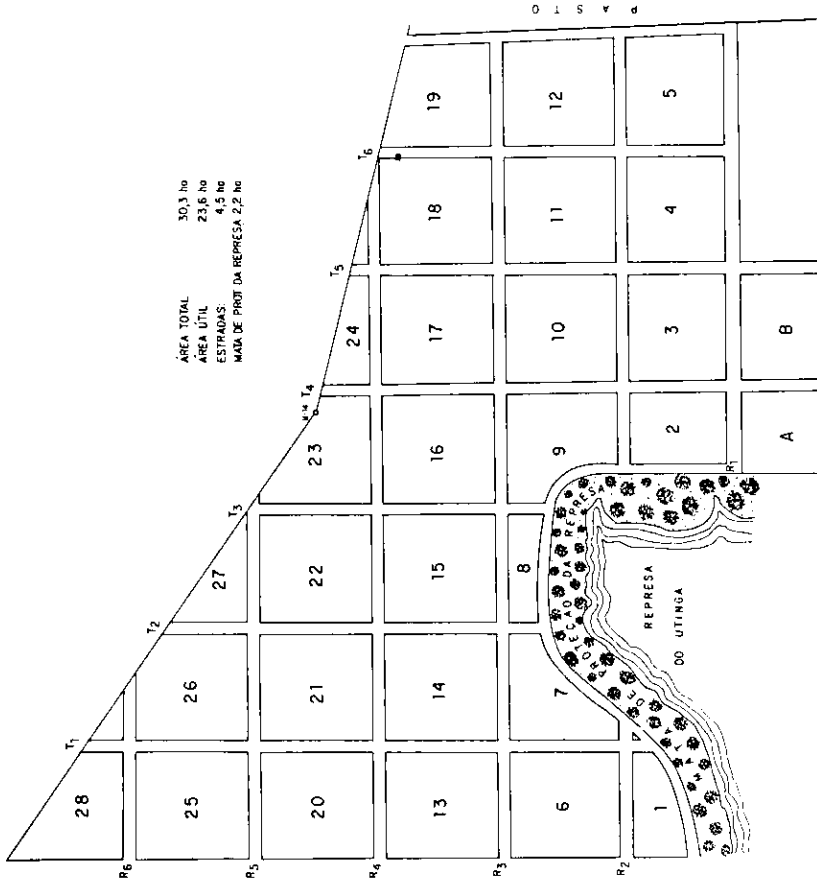 ÁREA TOTAL 30,3 ha
ÁREA ÚTIL 23,6 ha
ESTRADAS: 4,5 ha
MATA DE PROT DA REPRESA 2,2 ha
P A S T O
T1
T2
T3
M-14 T4
T5
T6
R6
R5
R4
R3
R2
R1
28
27
26
25
24
23
22
21
20
19
18
17
16
15
14
13
12
11
10
9
8
7
6
5
4
3
2
1
A
B
MATA DE PROTEÇÃO DA REPRESA
REPRESA
DO UTINGA